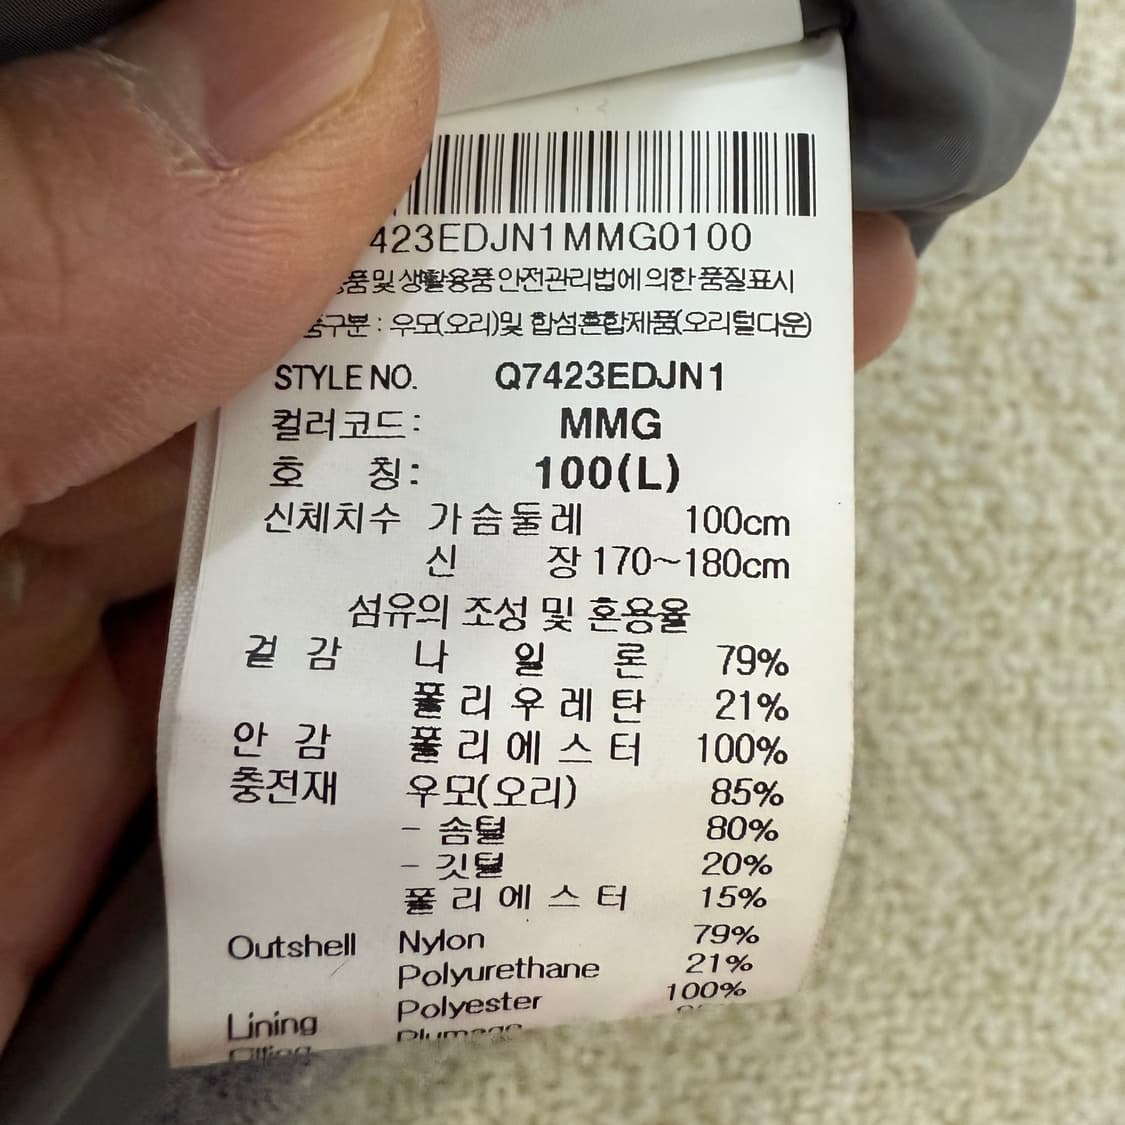 423EDJN1MMG0100
품 및 생활용품 안전관리법에 의한 품질표시
구분 : 우모(오리)및 합섬혼합제품(오리털다운)
STYLE NO. Q7423EDJN1
컬러코드: MMG
호 칭: 100(L)
신체치수 가슴둘레 100cm
신 장 170~180cm
섬유의 조성 및 혼용율
겉 감 나 일 론 79%
폴리우레탄 21%
안 감 폴리에스터 100%
충전재 우모(오리) 85%
- 솜털 80%
- 깃털 20%
폴리에스터 15%
Outshell Nylon 79%
Polyurethane 21%
Lining Polyester 100%